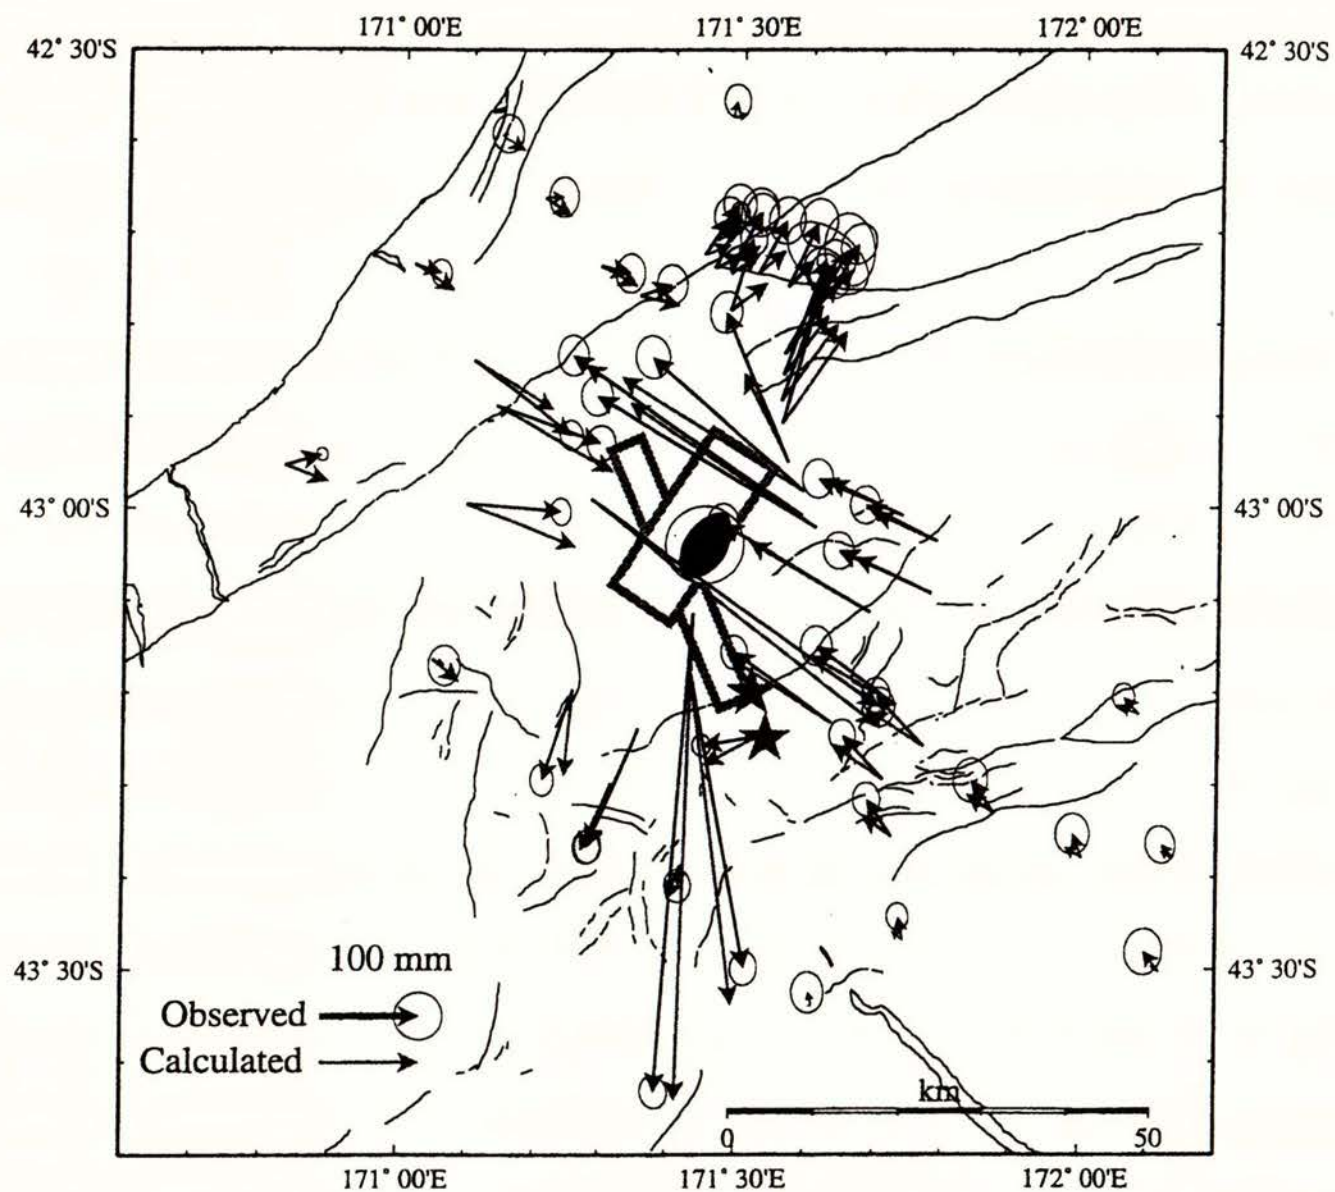 171° 00'E 171° 30'E 172° 00'E
42° 30'S 42° 30'S
43° 00'S 43° 00'S
43° 30'S 43° 30'S
100 mm
Observed
Calculated
km
0 50
171° 00'E 171° 30'E 172° 00'E